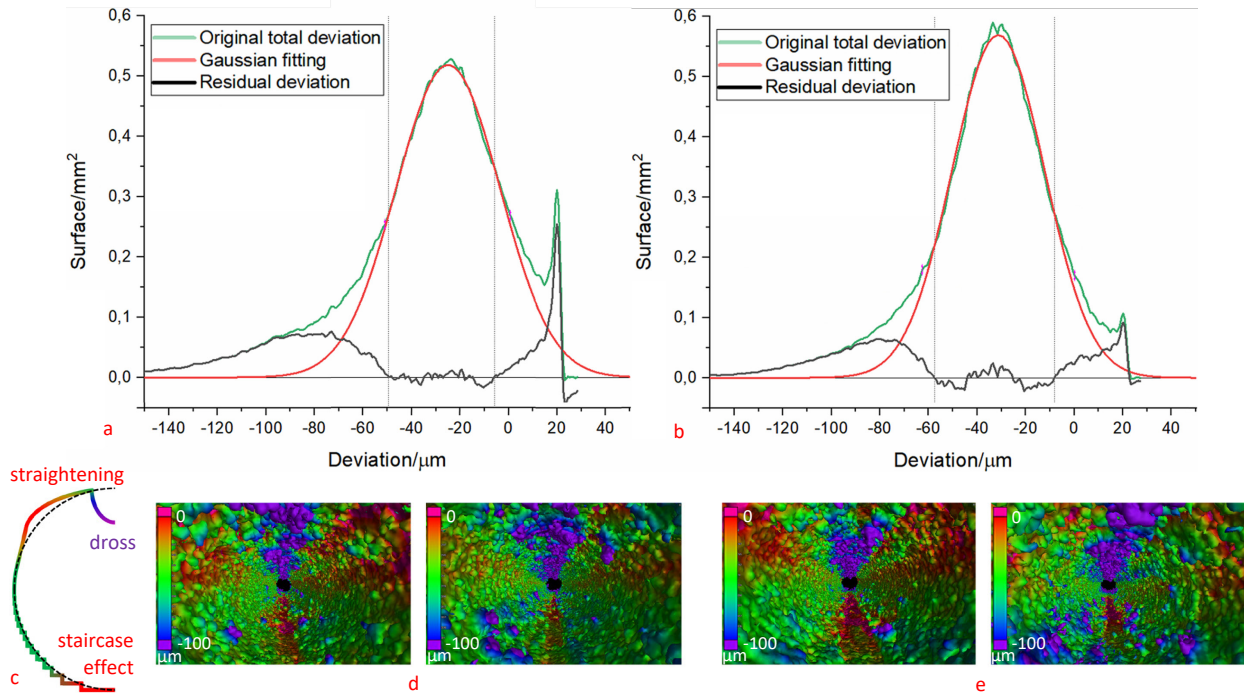 0,6
0,5
0,4
0,3
0,2
0,1
0,0
Surface/mm²
Original total deviation
Gaussian fitting
Residual deviation
-140 -120 -100 -80 -60 -40 -20 0 20 40
Deviation/μm
a
0,6
0,5
0,4
0,3
0,2
0,1
0,0
Surface/mm²
Original total deviation
Gaussian fitting
Residual deviation
-140 -120 -100 -80 -60 -40 -20 0 20 40
Deviation/μm
b
straightening
dross
staircase
effect
c
0
-100
μm
0
-100
μm
d
0
-100
μm
0
-100
μm
e